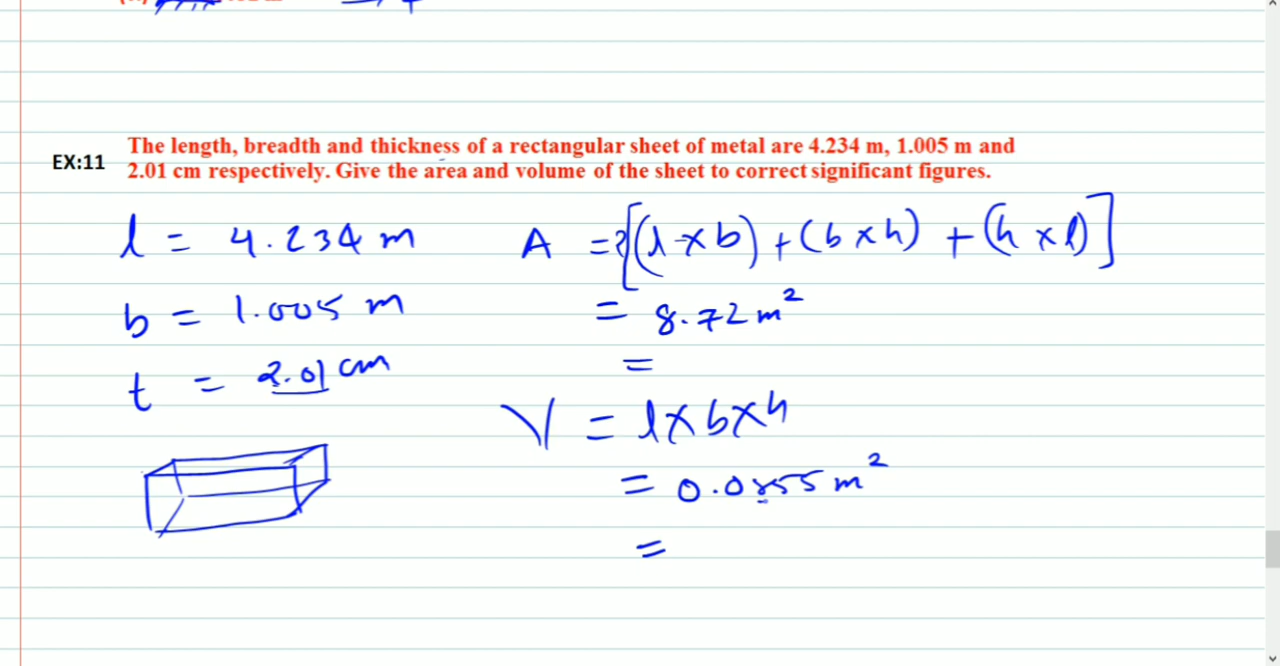 EX:11 The length, breadth and thickness of a rectangular sheet of metal are 4.234 m, 1.005 m and
2.01 cm respectively. Give the area and volume of the sheet to correct significant figures.
l = 4.234 m
b = 1.005 m
t = 2.01 cm
A = 2[(l×b) + (b×h) + (h×l)]
= 8.72 m²
=
V = l×b×h
= 0.0855 m²
=